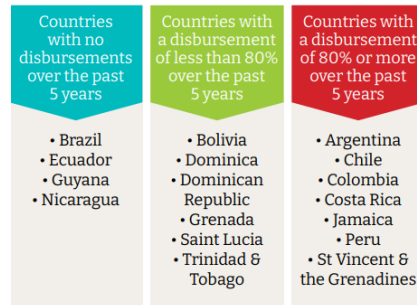 Countries
with no
disbursements
over the past
5 years
• Brazil
• Ecuador
• Guyana
• Nicaragua
Countries with
a disbursement
of less than 80%
over the past
5 years
• Bolivia
• Dominica
• Dominican
Republic
• Grenada
• Saint Lucia
• Trinidad &
Tobago
Countries with
a disbursement
of 80% or more
over the past
5 years
• Argentina
• Chile
• Colombia
• Costa Rica
• Jamaica
• Peru
• St Vincent &
the Grenadines